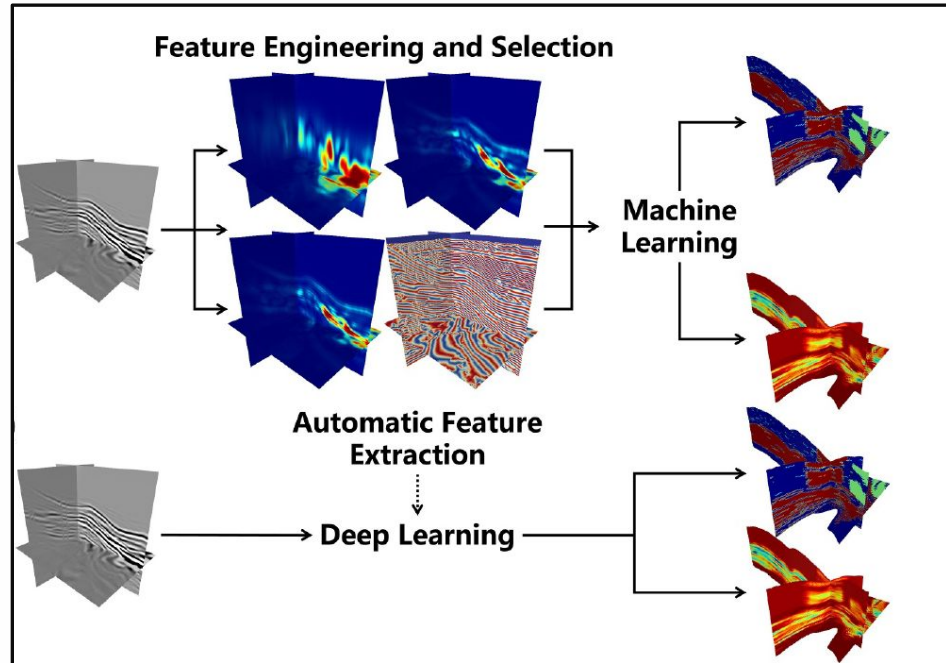 Feature Engineering and Selection
Machine
Learning
Automatic Feature
Extraction
Deep Learning